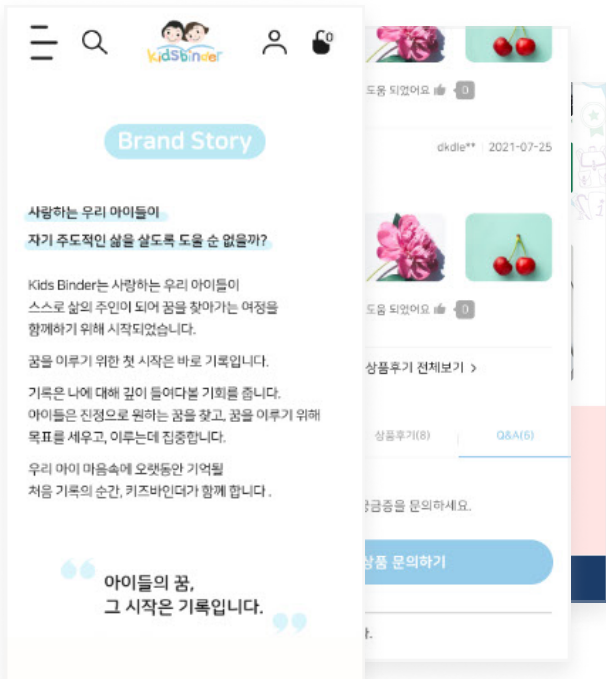 kidsbinder
0
Brand Story
사랑하는 우리 아이들이
자기 주도적인 삶을 살도록 도울 순 없을까?
Kids Binder는 사랑하는 우리 아이들이
스스로 삶의 주인이 되어 꿈을 찾아가는 여정을
함께하기 위해 시작되었습니다.
꿈을 이루기 위한 첫 시작은 바로 기록입니다.
기록은 나에 대해 깊이 들여다볼 기회를 줍니다.
아이들은 진정으로 원하는 꿈을 찾고, 꿈을 이루기 위해
목표를 세우고, 이루는데 집중합니다.
우리 아이 마음속에 오랫동안 기억될
처음 기록의 순간, 키즈바인더가 함께 합니다 .
“ 아이들의 꿈,
그 시작은 기록입니다. ”
도움 되었어요 0
dkdle** 2021-07-25
도움 되었어요 0
상품후기 전체보기 >
상품후기(8) | Q&A(6)
궁금증을 문의하세요.
상품 문의하기